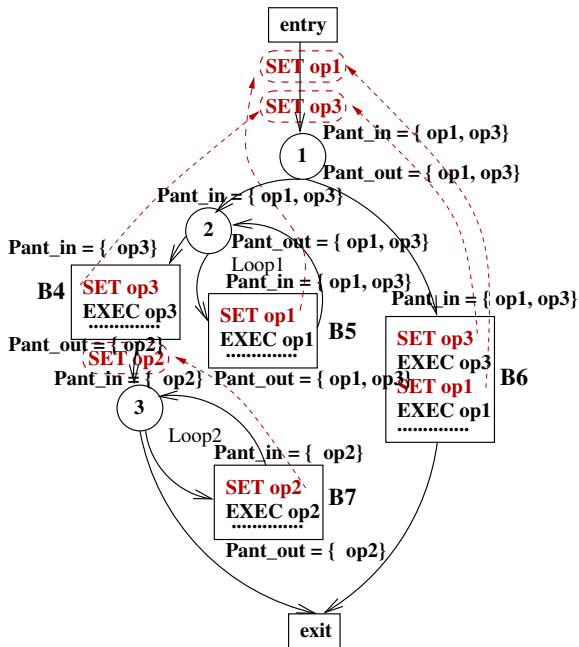 entry
SET op1
SET op3
Pant_in = { op1, op3}
1
Pant_out = { op1, op3}
Pant_in = { op1, op3}
2
Pant_out = { op1, op3}
Pant_in = { op3}
Loop1
Pant_in = { op1, op3}
B4
SET op3
EXEC op3
SET op1
EXEC op1
B5
Pant_in = { op1, op3}
SET op3
EXEC op3
SET op1
EXEC op1
B6
Pant_out = { op2}
SET op2
Pant_in = { op2}
Pant_out = { op1, op3}
3
Loop2
Pant_in = { op2}
SET op2
EXEC op2
B7
Pant_out = { op2}
exit